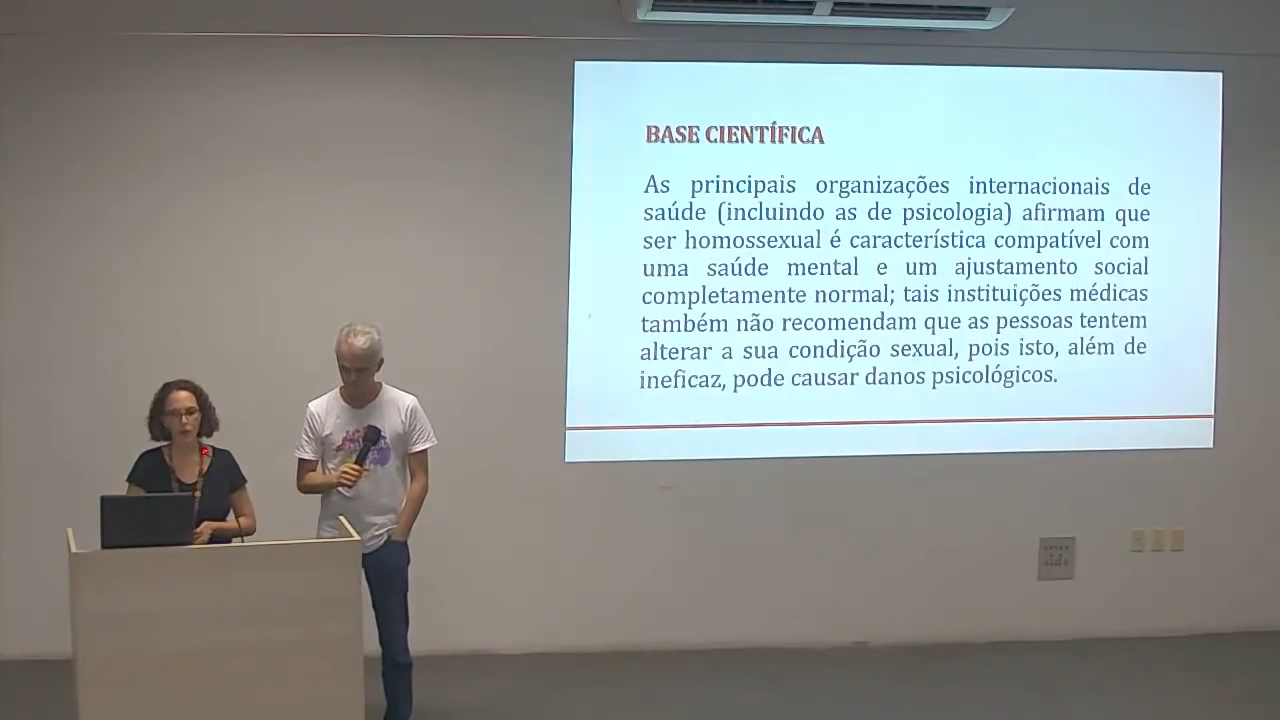 BASE CIENTÍFICA
As principais organizações internacionais de
saúde (incluindo as de psicologia) afirmam que
ser homossexual é característica compatível com
uma saúde mental e um ajustamento social
completamente normal; tais instituições médicas
também não recomendam que as pessoas tentem
alterar a sua condição sexual, pois isto, além de
ineficaz, pode causar danos psicológicos.